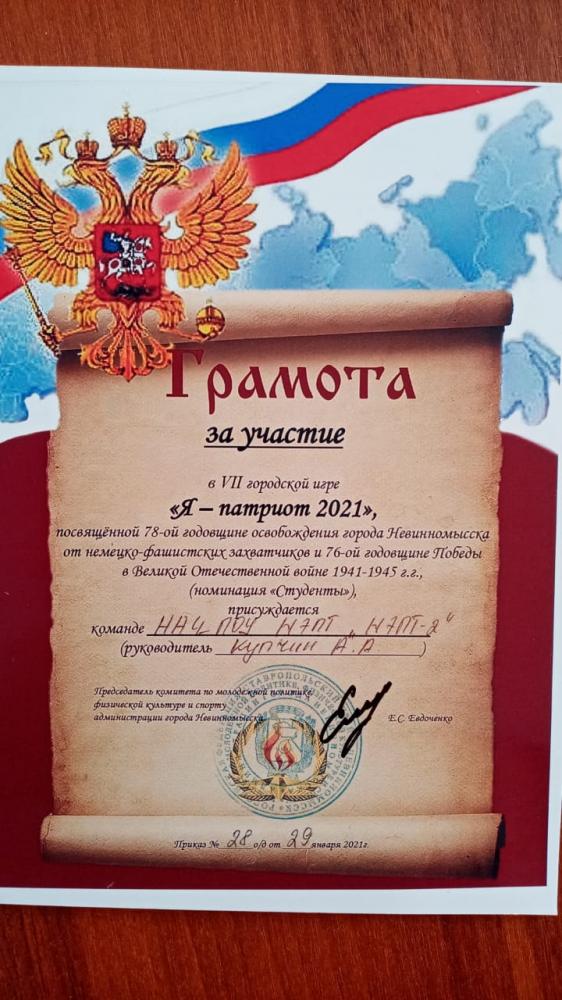 Грамота
за участие
в VII городской игре
«Я – патриот 2021»,
посвящённой 78-ой годовщине освобождения города Невинномысска
от немецко-фашистских захватчиков и 76-ой годовщине Победы
в Великой Отечественной войне 1941-1945 г.г.,
(номинация «Студенты»),
присуждается
команде НАЧ ПОУ НЭПТ „НЭПТ-2"
(руководитель Купчин А.А. )
Председатель комитета по молодежной политике,
физической культуре и спорту
администрации города Невинномысска
Е.С. Евдоченко
Приказ № 28 о/д от 29 января 2021г.